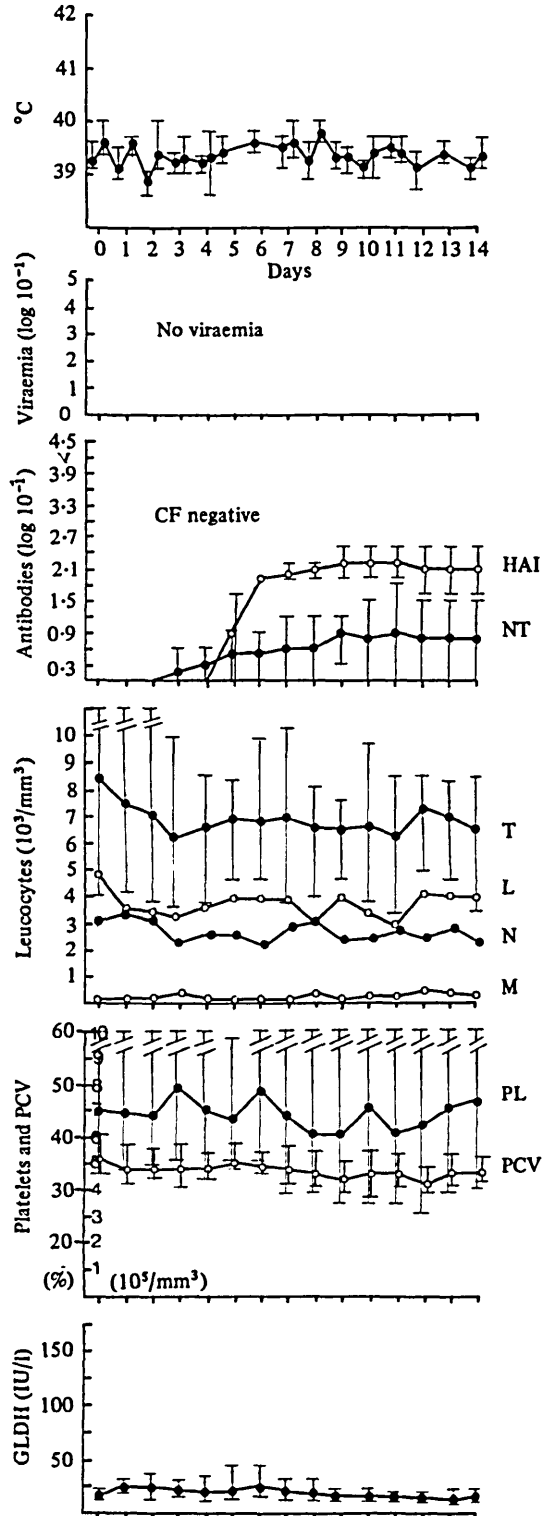 42
41
40
39
°C
0 1 2 3 4 5 6 7 8 9 10 11 12 13 14
Days
5
4
3
2
1
0
Viraemia (log 10⁻¹)
No viraemia
4·5
<
3·9
3·3
2·7
2·1
1·5
0·9
0·3
Antibodies (log 10⁻¹)
CF negative
HAI
NT
10
9
8
7
6
5
4
3
2
1
Leucocytes (10³/mm³)
T
L
N
M
60
50
40
30
20
(%)
10
9
8
6
5
4
3
2
1
(10⁵/mm³)
Platelets and PCV
PL
PCV
150
100
50
GLDH (IU/l)